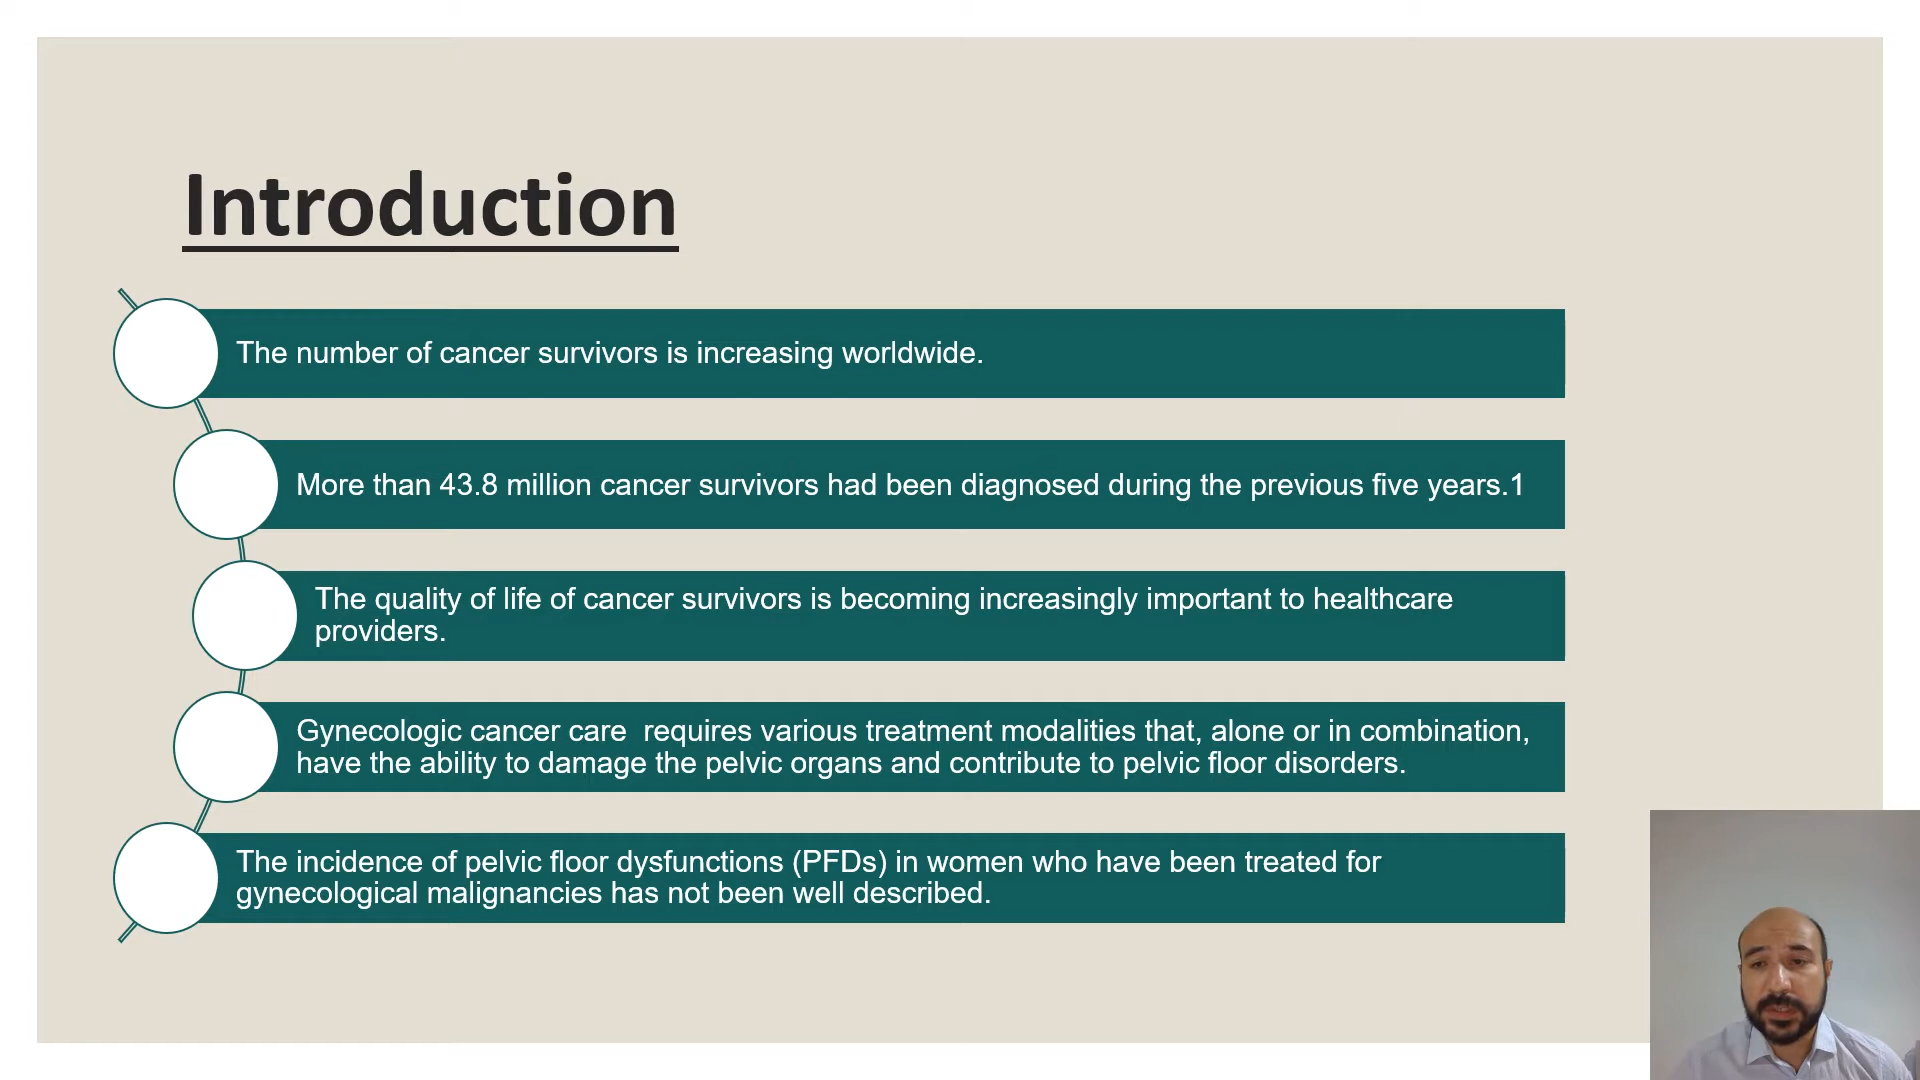 Introduction
The number of cancer survivors is increasing worldwide.
More than 43.8 million cancer survivors had been diagnosed during the previous five years.1
The quality of life of cancer survivors is becoming increasingly important to healthcare
providers.
Gynecologic cancer care  requires various treatment modalities that, alone or in combination,
have the ability to damage the pelvic organs and contribute to pelvic floor disorders.
The incidence of pelvic floor dysfunctions (PFDs) in women who have been treated for
gynecological malignancies has not been well described.